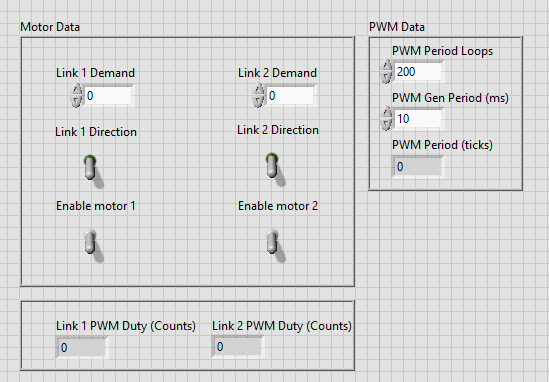 Motor Data
PWM Data
PWM Period Loops
200
Link 1 Demand
Link 2 Demand
0
0
PWM Gen Period (ms)
10
Link 1 Direction
Link 2 Direction
PWM Period (ticks)
0
Enable motor 1
Enable motor 2
Link 1 PWM Duty (Counts)
Link 2 PWM Duty (Counts)
0
0